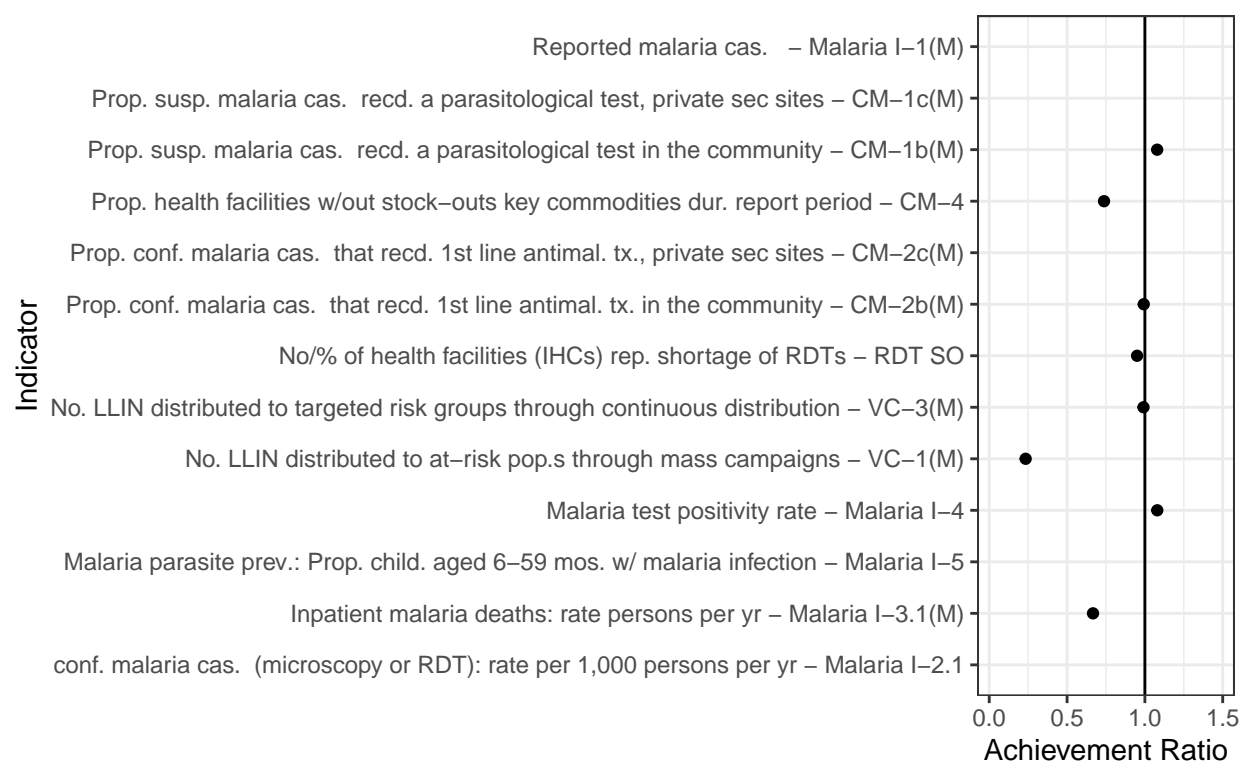 Reported malaria cas.   – Malaria I–1(M)
Prop. susp. malaria cas.  recd. a parasitological test, private sec sites – CM–1c(M)
Prop. susp. malaria cas.  recd. a parasitological test in the community – CM–1b(M)
Prop. health facilities w/out stock–outs key commodities dur. report period – CM–4
Prop. conf. malaria cas.  that recd. 1st line antimal. tx., private sec sites – CM–2c(M)
Prop. conf. malaria cas.  that recd. 1st line antimal. tx. in the community – CM–2b(M)
No/% of health facilities (IHCs) rep. shortage of RDTs – RDT SO
No. LLIN distributed to targeted risk groups through continuous distribution – VC–3(M)
No. LLIN distributed to at–risk pop.s through mass campaigns – VC–1(M)
Malaria test positivity rate – Malaria I–4
Malaria parasite prev.: Prop. child. aged 6–59 mos. w/ malaria infection – Malaria I–5
Inpatient malaria deaths: rate persons per yr – Malaria I–3.1(M)
conf. malaria cas.  (microscopy or RDT): rate per 1,000 persons per yr – Malaria I–2.1
Indicator
0.0 0.5 1.0 1.5
Achievement Ratio